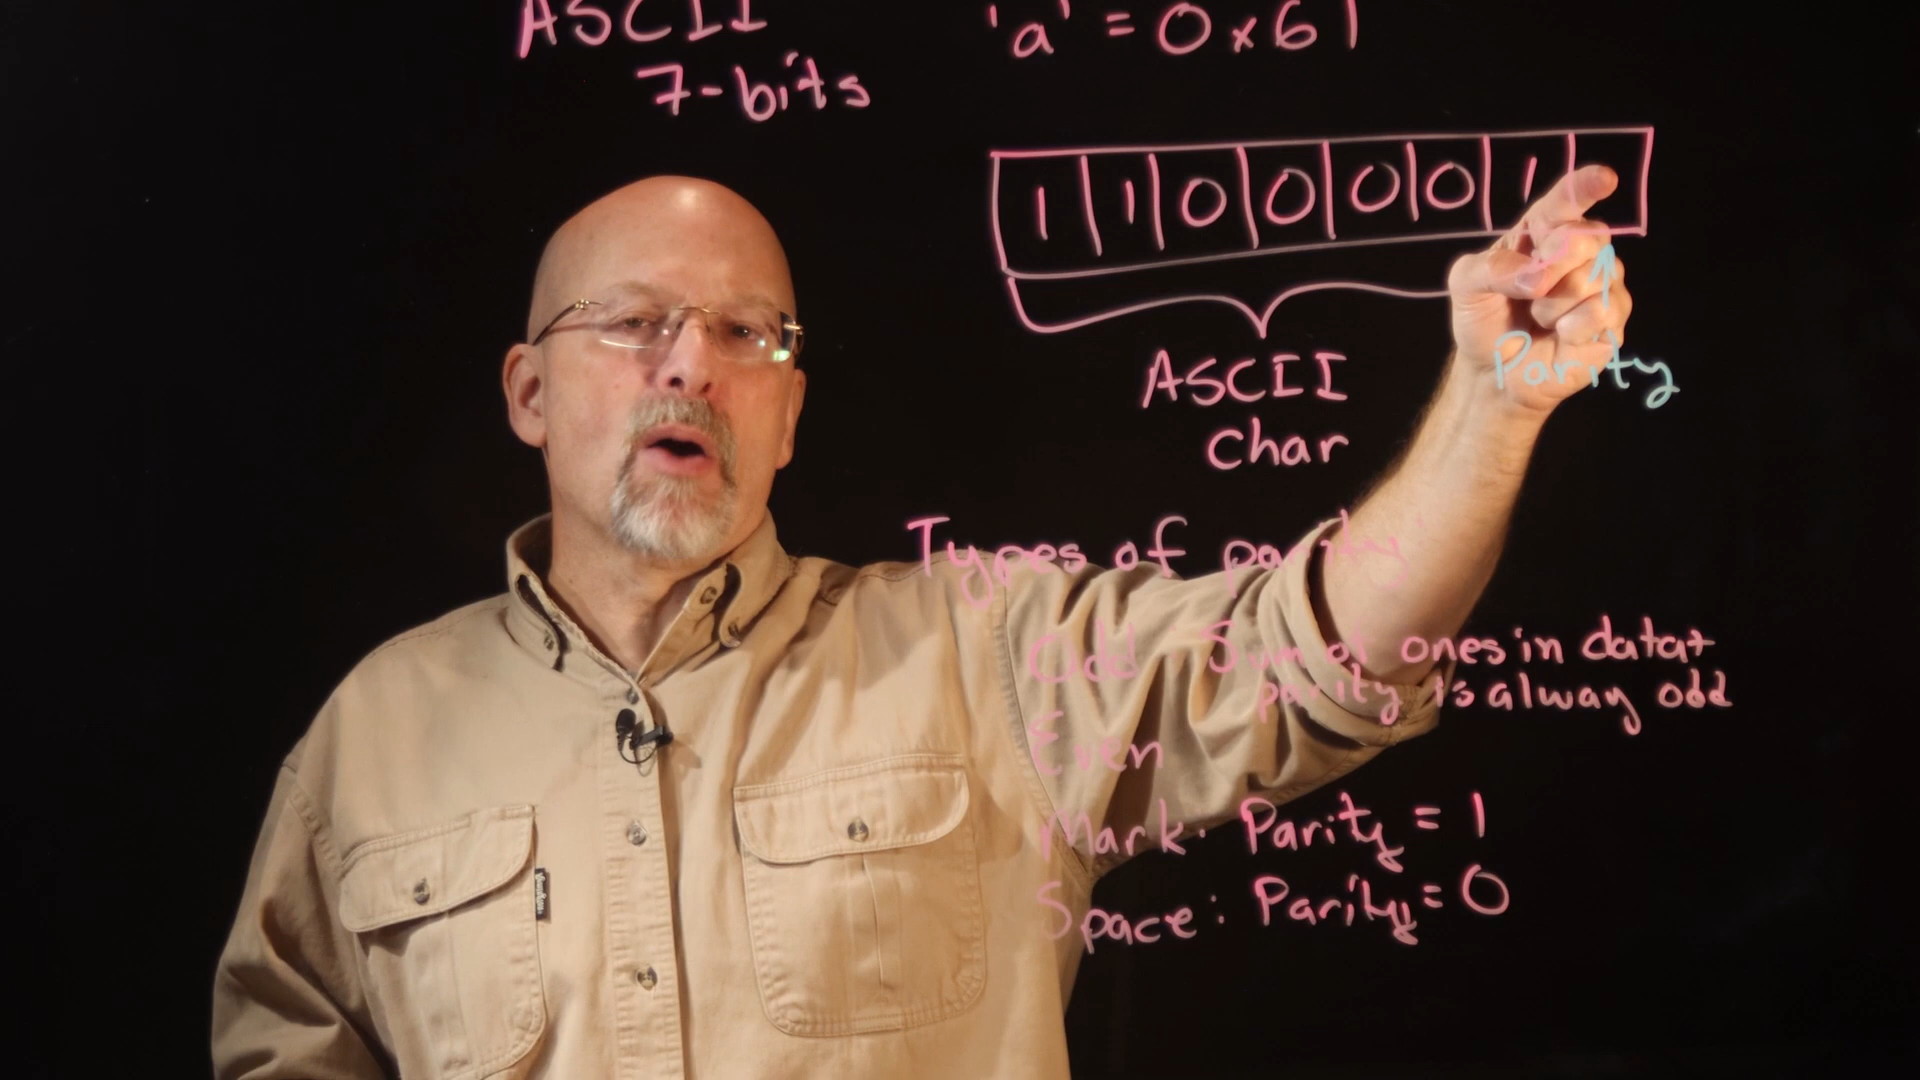 ASCII
7-bits
'a' = 0x61
1 1 0 0 0 0 1
Parity
ASCII
Char
Types of parity
Odd Sum of ones in data+
parity is alway odd
Even
Mark: Parity = 1
Space: Parity = 0